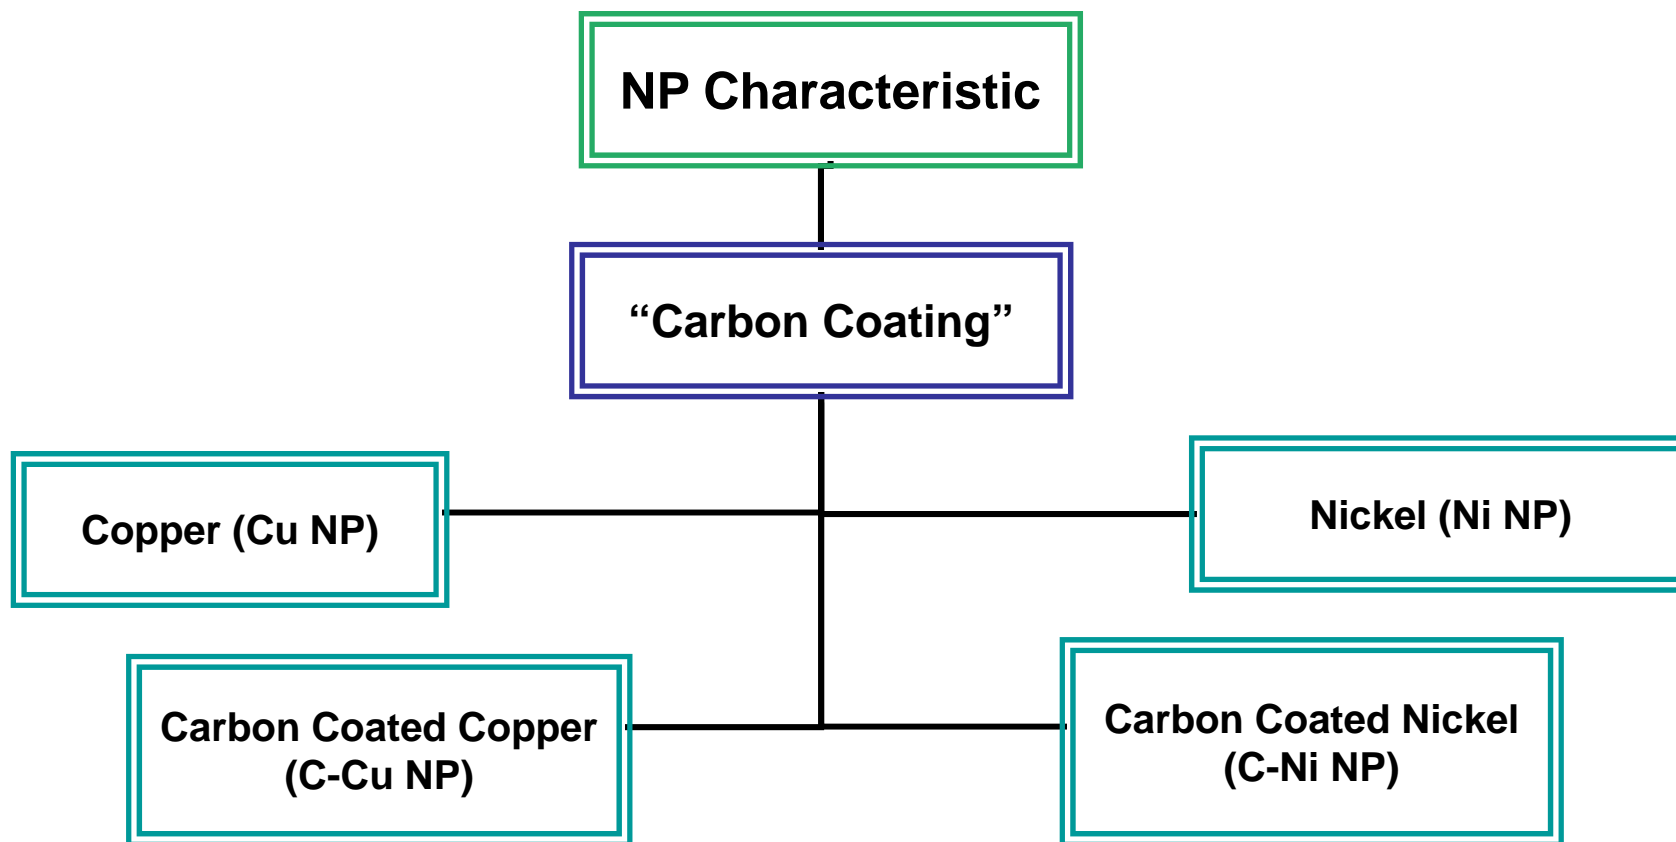 NP Characteristic
“Carbon Coating”
Copper (Cu NP)
Nickel (Ni NP)
Carbon Coated Copper
(C-Cu NP)
Carbon Coated Nickel
(C-Ni NP)